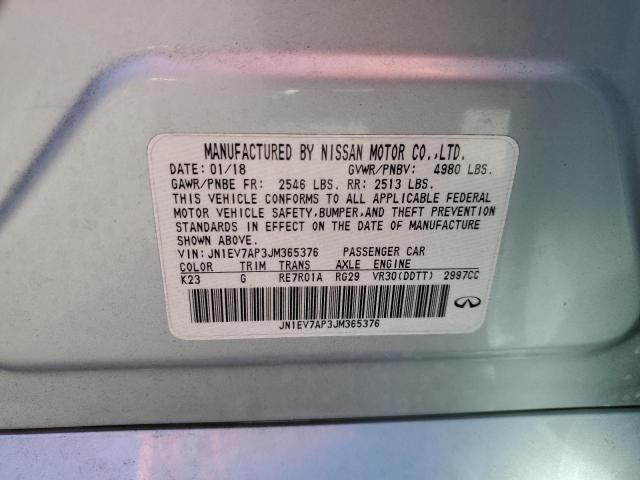 MANUFACTURED BY NISSAN MOTOR CO.,LTD.
DATE: 01/18 GVWR/PNBV: 4980 LBS.
GAWR/PNBE FR: 2546 LBS. RR: 2513 LBS.
THIS VEHICLE CONFORMS TO ALL APPLICABLE FEDERAL
MOTOR VEHICLE SAFETY,BUMPER,AND THEFT PREVENTION
STANDARDS IN EFFECT ON THE DATE OF MANUFACTURE
SHOWN ABOVE.
VIN: JN1EV7AP3JM365376 PASSENGER CAR
COLOR TRIM TRANS AXLE ENGINE
K23 G RE7R01A RG29 VR30(DDTT) 2997CC
JN1EV7AP3JM365376